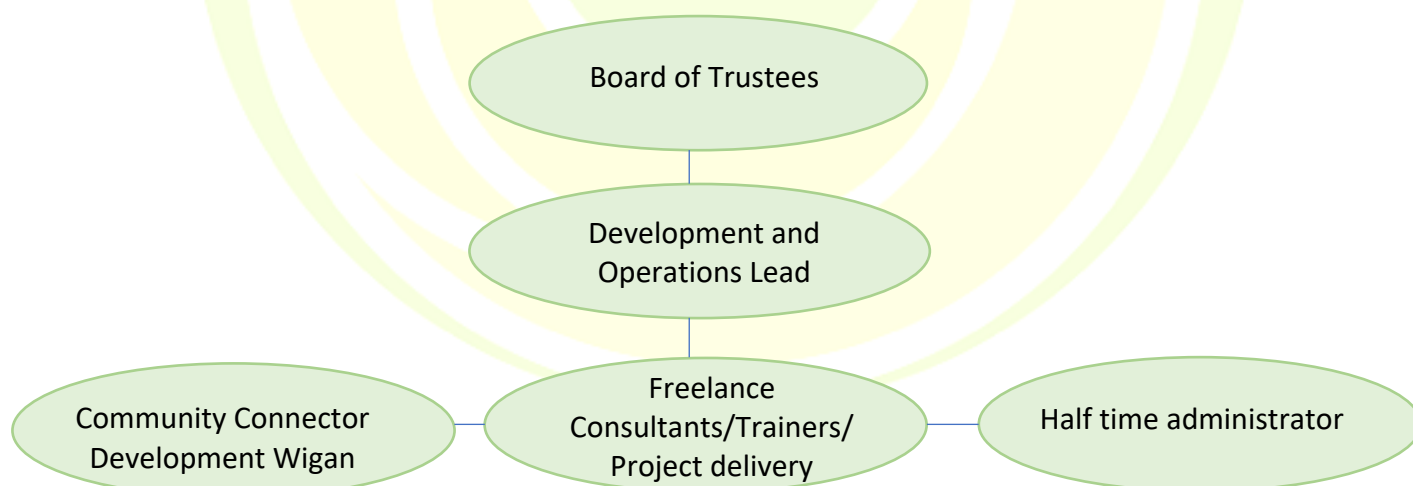 Board of Trustees
Development and
Operations Lead
Freelance
Consultants/Trainers/
Project delivery
Community Connector
Development Wigan
Half time administrator